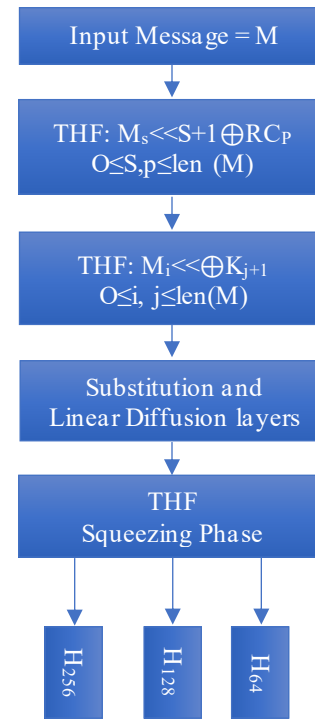 Input Message = M
THF: Mₛ<<S+1⊕RC_P
O≤S,p≤len (M)
THF: Mᵢ<<⊕Kⱼ₊₁
O≤i, j≤len(M)
Substitution and
Linear Diffusion layers
THF
Squeezing Phase
H₂₅₆
H₁₂₈
H₆₄